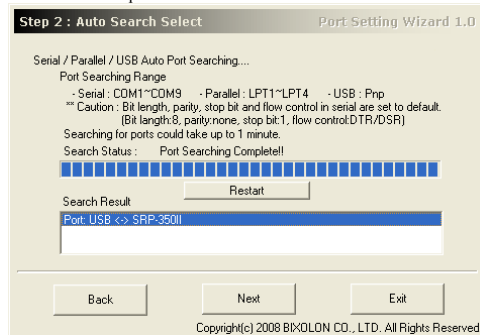 Step 2 : Auto Search Select
Port Setting Wizard 1.0
Serial / Parallel / USB Auto Port Searching....
Port Searching Range
- Serial : COM1~COM9 - Parallel : LPT1~LPT4 - USB : Pnp
** Caution : Bit length, parity, stop bit and flow control in serial are set to default.
(Bit length:8, parity:none, stop bit:1, flow control:DTR/DSR)
Searching for ports could take up to 1 minute.
Search Status : Port Searching Complete!!
Restart
Search Result
Port: USB <-> SRP-350II
Back Next Exit
Copyright(c) 2008 BIXOLON CO., LTD. All Rights Reserved